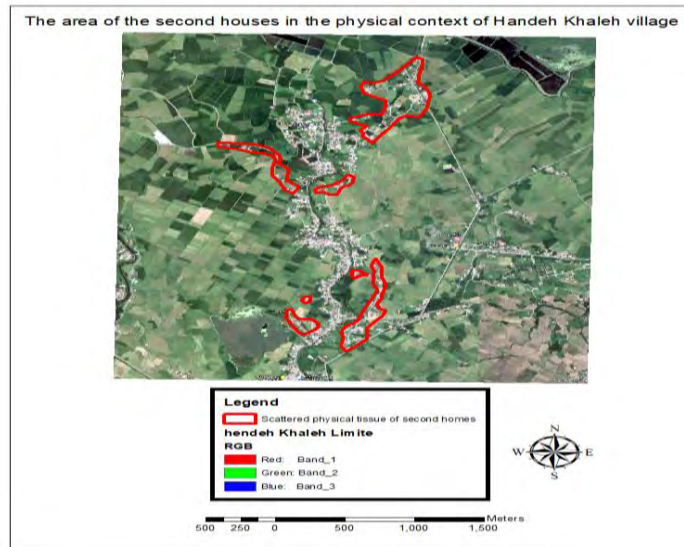 The area of the second houses in the physical context of Handeh Khaleh village
Legend
Scattered physical tissue of second homes
hendeh Khaleh Limite
RGB
Red: Band_1
Green: Band_2
Blue: Band_3
N
W E
S
Meters
500 250 0 500 1,000 1,500